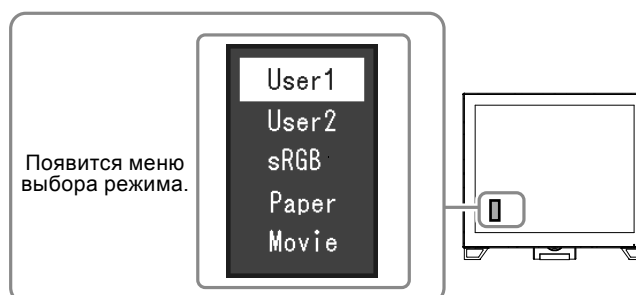 Появится меню
выбора режима.
User1
User2
sRGB
Paper
Movie